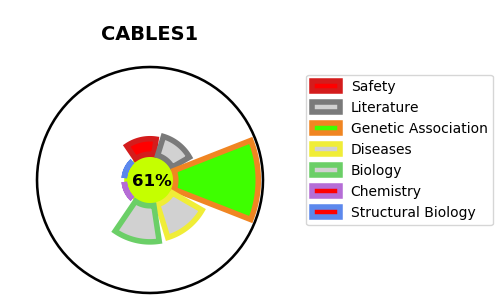 CABLES1
61%
Safety
Literature
Genetic Association
Diseases
Biology
Chemistry
Structural Biology